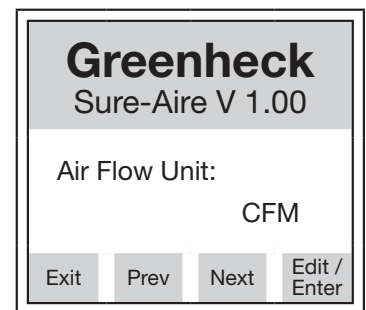 Greenheck
Sure-Aire V 1.00
Air Flow Unit:
CFM
Exit Prev Next Edit / Enter